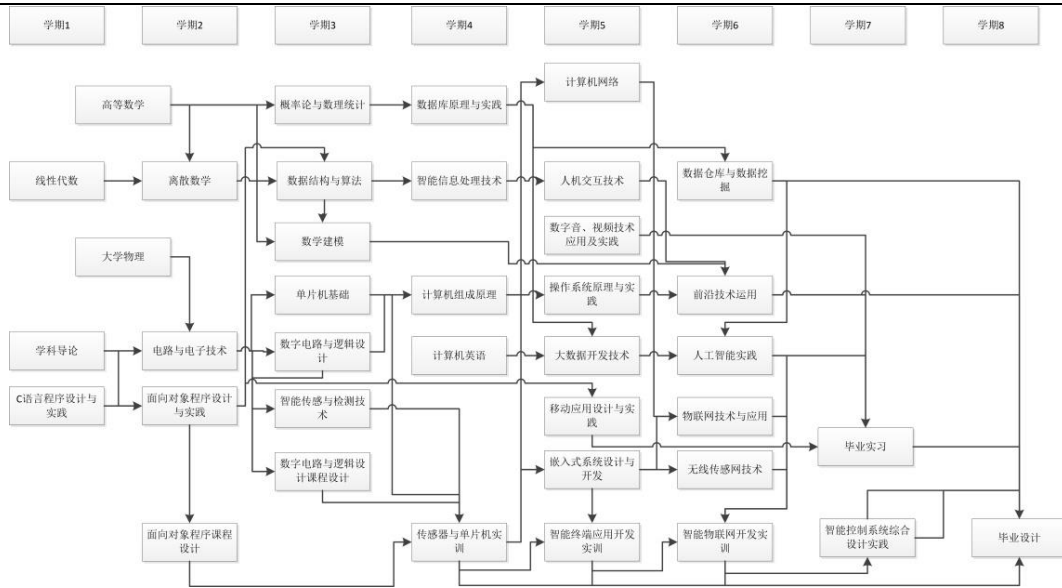 学期1
学期2
学期3
学期4
学期5
学期6
学期7
学期8
计算机网络
高等数学
概率论与数理统计
数据库原理与实践
线性代数
离散数学
数据结构与算法
智能信息处理技术
人机交互技术
数据仓库与数据挖
掘
数学建模
数字音、视频技术
应用及实践
大学物理
单片机基础
计算机组成原理
操作系统原理与实
践
前沿技术运用
学科导论
电路与电子技术
数字电路与逻辑设
计
计算机英语
大数据开发技术
人工智能实践
C语言程序设计与
实践
面向对象程序设计
与实践
智能传感与检测技
术
移动应用设计与实
践
物联网技术与应用
毕业实习
数字电路与逻辑设
计课程设计
嵌入式系统设计与
开发
无线传感网技术
面向对象程序课程
设计
传感器与单片机实
训
智能终端应用开发
实训
智能物联网开发实
训
智能控制系统综合
设计实践
毕业设计